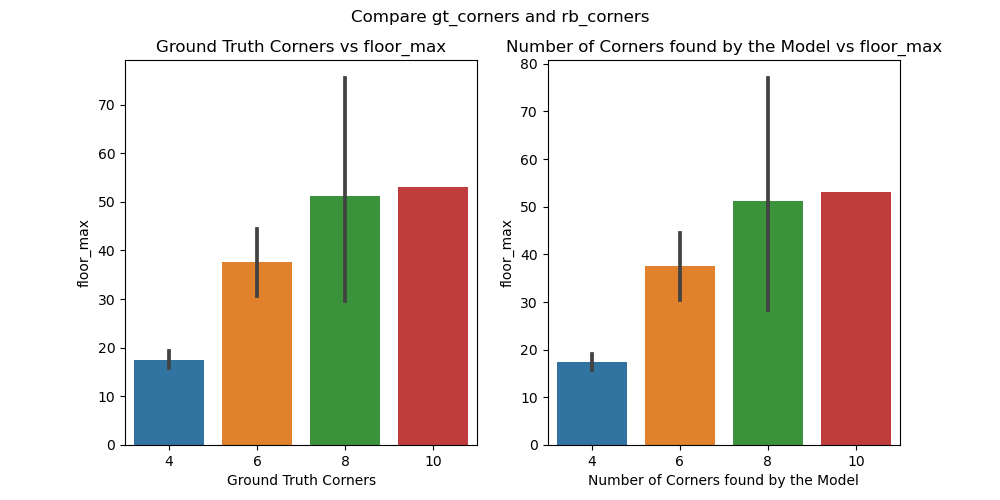 Compare gt_corners and rb_corners
Ground Truth Corners vs floor_max
floor_max
70
60
50
40
30
20
10
0
4 6 8 10
Ground Truth Corners
Number of Corners found by the Model vs floor_max
floor_max
80
70
60
50
40
30
20
10
0
4 6 8 10
Number of Corners found by the Model